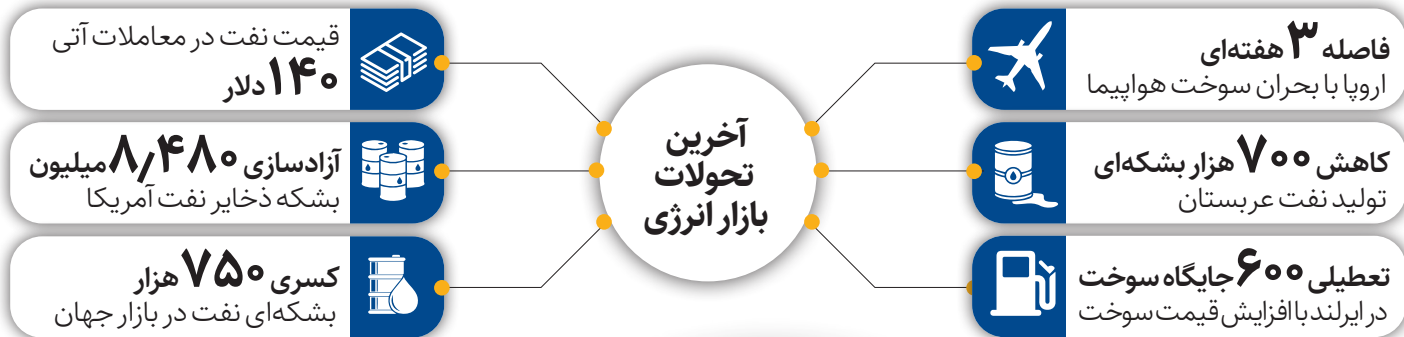 آخرین
تحولات
بازار انرژی
فاصله ۳ هفته‌ای
اروپا با بحران سوخت هواپیما
کاهش ۷۰۰ هزار بشکه‌ای
تولید نفت عربستان
تعطیلی ۶۰۰ جایگاه سوخت
در ایرلند با افزایش قیمت سوخت
قیمت نفت در معاملات آتی
۱۴۰ دلار
آزادسازی ۸٫۴۸۰ میلیون
بشکه ذخایر نفت آمریکا
کسری ۷۵۰ هزار
بشکه‌ای نفت در بازار جهان